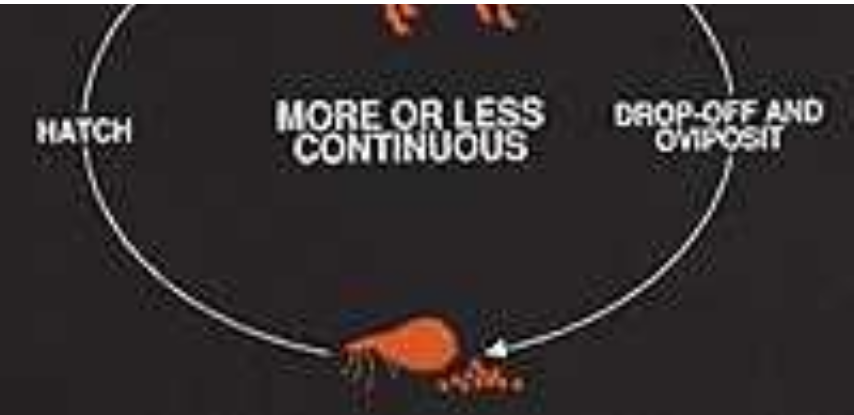 HATCH
MORE OR LESS
CONTINUOUS
DROP-OFF AND
OVIPOSIT